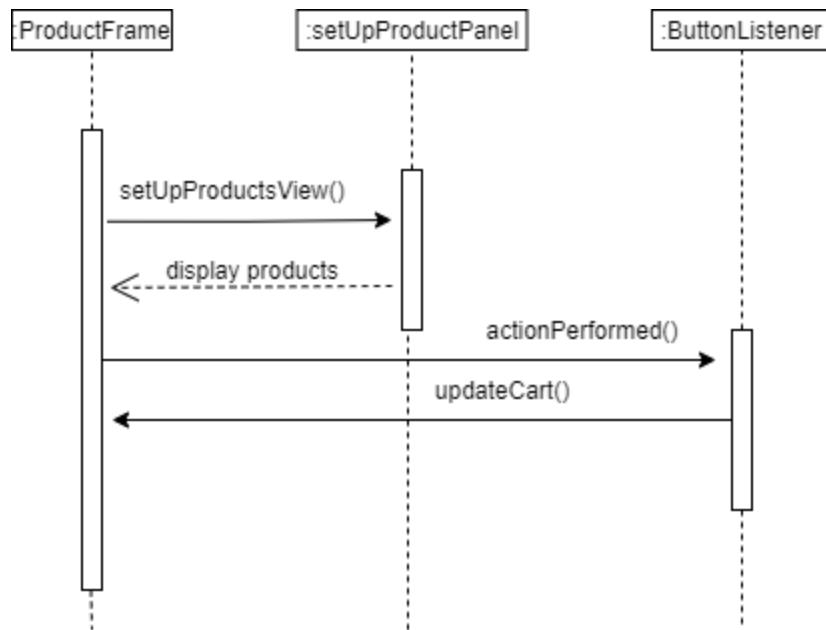 :ProductFrame
:setUpProductPanel
:ButtonListener
setUpProductsView()
display products
actionPerformed()
updateCart()